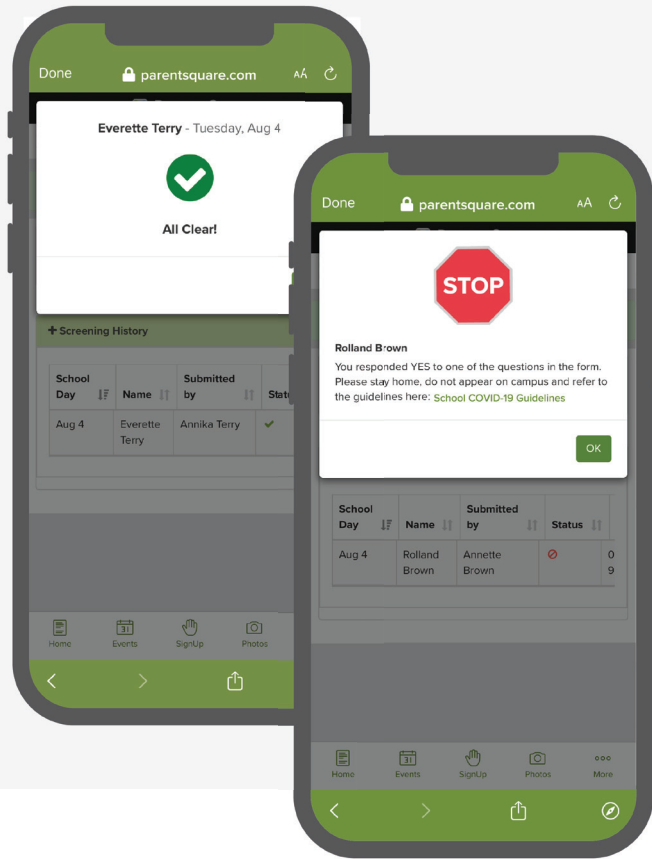 Done
parentsquare.com
AA
Everette Terry - Tuesday, Aug 4
All Clear!
+ Screening History
School Day
Name
Submitted by
Aug 4
Everette Terry
Annika Terry
Home
Events
SignUp
Photos
Done
parentsquare.com
AA
STOP
Rolland Brown
You responded YES to one of the questions in the form.
Please stay home, do not appear on campus and refer to
the guidelines here: School COVID-19 Guidelines
OK
School Day
Name
Submitted by
Status
Aug 4
Rolland Brown
Annette Brown
0
9
Home
Events
SignUp
Photos
More